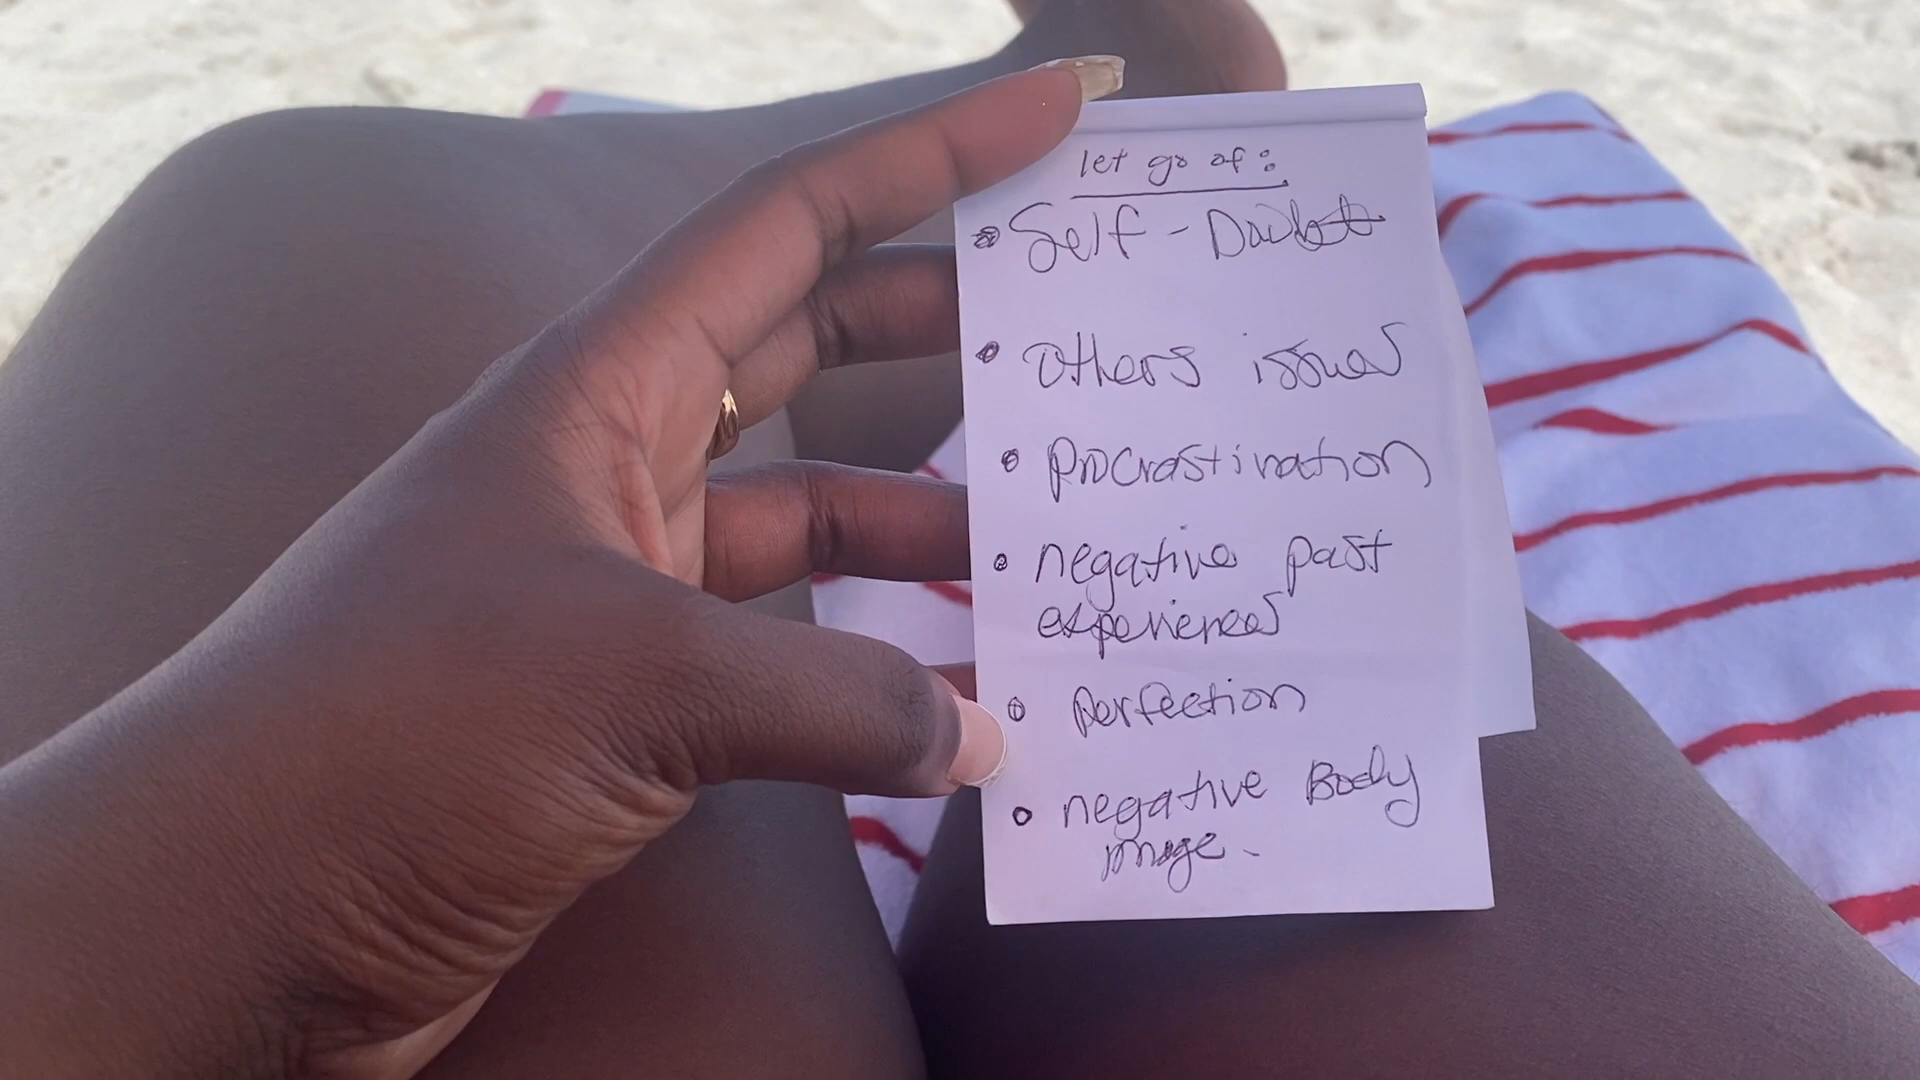 let go of:
Self-Doubt
others issues
procrastination
negative past
experiences
perfection
negative Body
image.